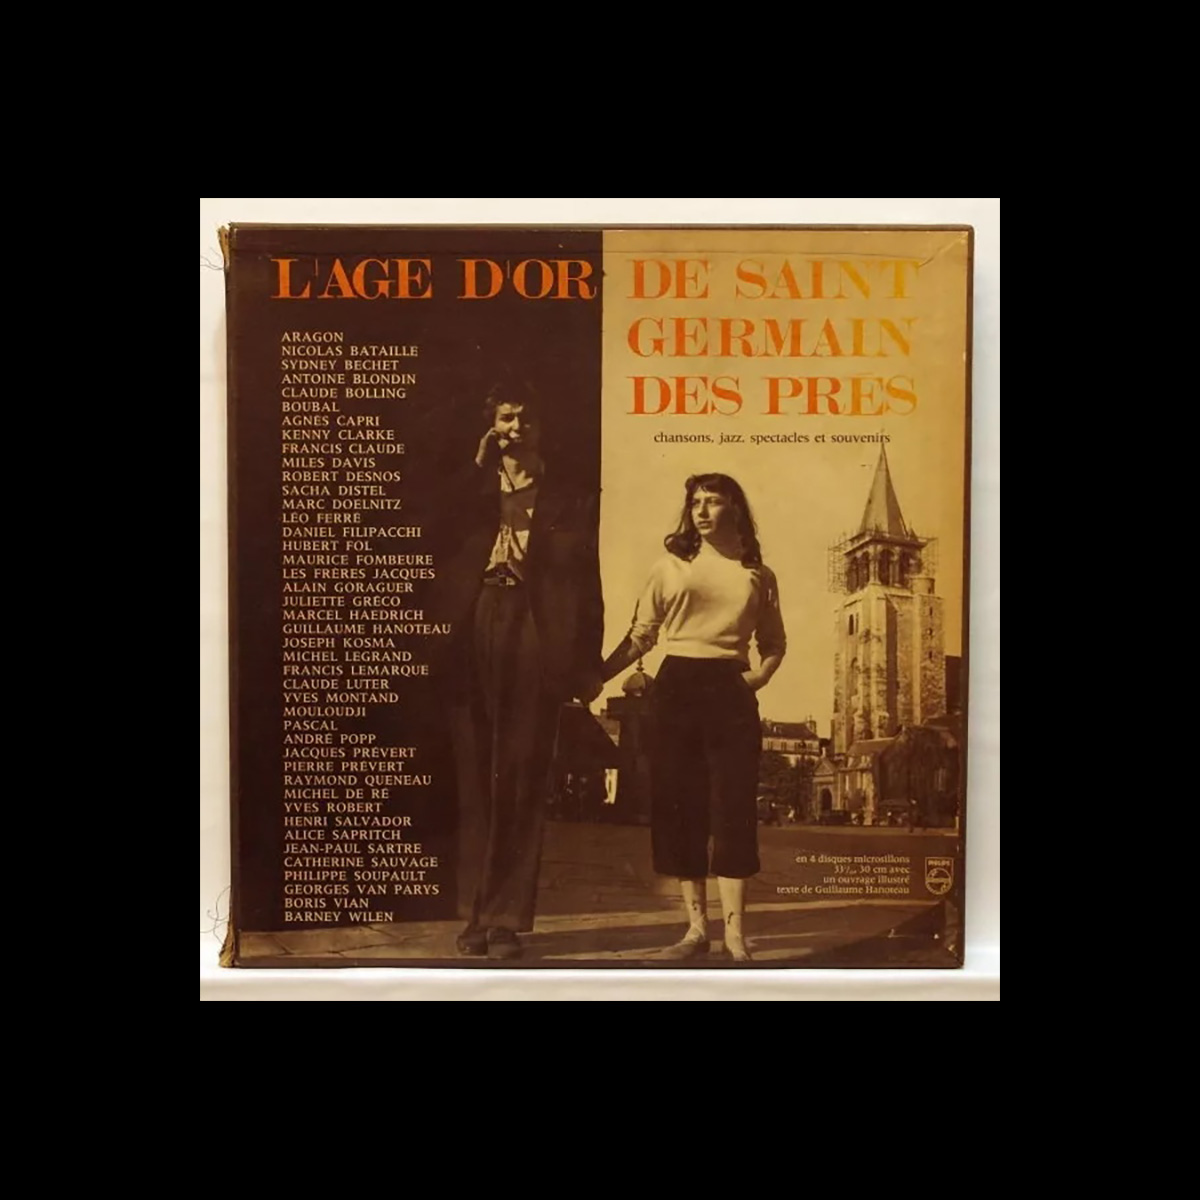 L'AGE D'OR DE SAINT
GERMAIN
DES PRÉS
chansons, jazz, spectacles et souvenirs
ARAGON
NICOLAS BATAILLE
SYDNEY BECHET
ANTOINE BLONDIN
CLAUDE BOLLING
BOUBAL
AGNÈS CAPRI
KENNY CLARKE
FRANCIS CLAUDE
MILES DAVIS
ROBERT DESNOS
SACHA DISTEL
MARC DOELNITZ
LÉO FERRÉ
DANIEL FILIPACCHI
HUBERT FOL
MAURICE FOMBEURE
LES FRÈRES JACQUES
ALAIN GORAGUER
JULIETTE GRÉCO
MARCEL HAEDRICH
GUILLAUME HANOTEAU
JOSEPH KOSMA
MICHEL LEGRAND
FRANCIS LEMARQUE
CLAUDE LUTER
YVES MONTAND
MOULOUDJI
PASCAL
ANDRÉ POPP
JACQUES PRÉVERT
PIERRE PRÉVERT
RAYMOND QUENEAU
MICHEL DE RÉ
YVES ROBERT
HENRI SALVADOR
ALICE SAPRITCH
JEAN-PAUL SARTRE
CATHERINE SAUVAGE
PHILIPPE SOUPAULT
GEORGES VAN PARYS
BORIS VIAN
BARNEY WILEN
en 4 disques microsillons
33 1/3, 30 cm avec
un ouvrage illustré
texte de Guillaume Hanoteau
PHILIPS